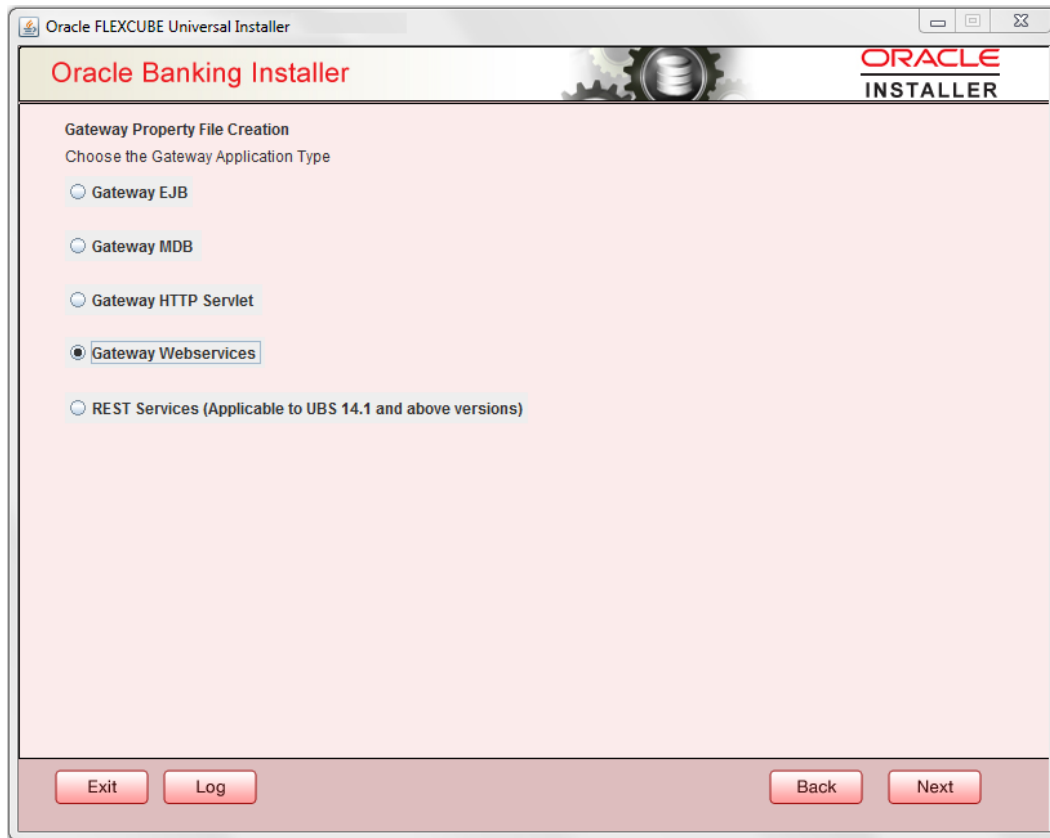 Oracle FLEXCUBE Universal Installer
Oracle Banking Installer
ORACLE
INSTALLER
Gateway Property File Creation
Choose the Gateway Application Type
Gateway EJB
Gateway MDB
Gateway HTTP Servlet
Gateway Webservices
REST Services (Applicable to UBS 14.1 and above versions)
Exit Log Back Next